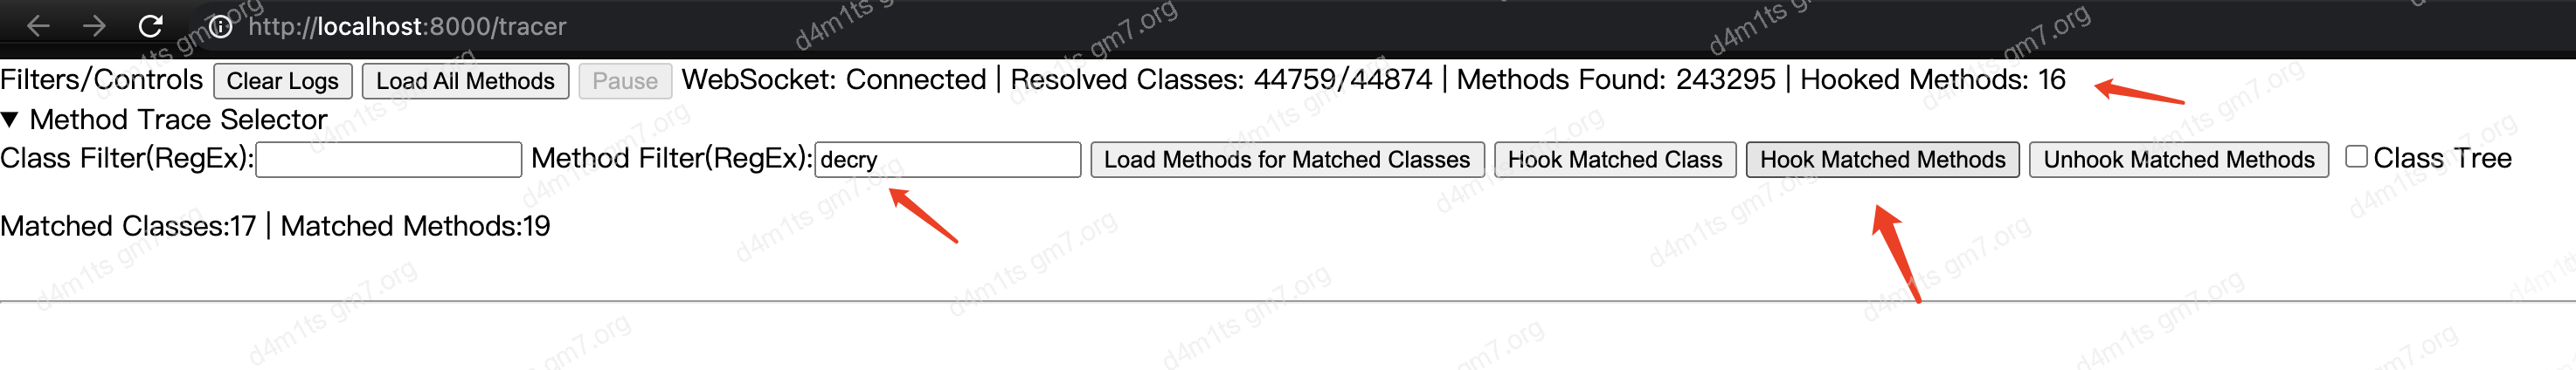 http://localhost:8000/tracer
Filters/Controls Clear Logs Load All Methods Pause WebSocket: Connected | Resolved Classes: 44759/44874 | Methods Found: 243295 | Hooked Methods: 16
▼ Method Trace Selector
Class Filter(RegEx): Method Filter(RegEx): decry Load Methods for Matched Classes Hook Matched Class Hook Matched Methods Unhook Matched Methods Class Tree
Matched Classes:17 | Matched Methods:19
d4m1ts gm7.org